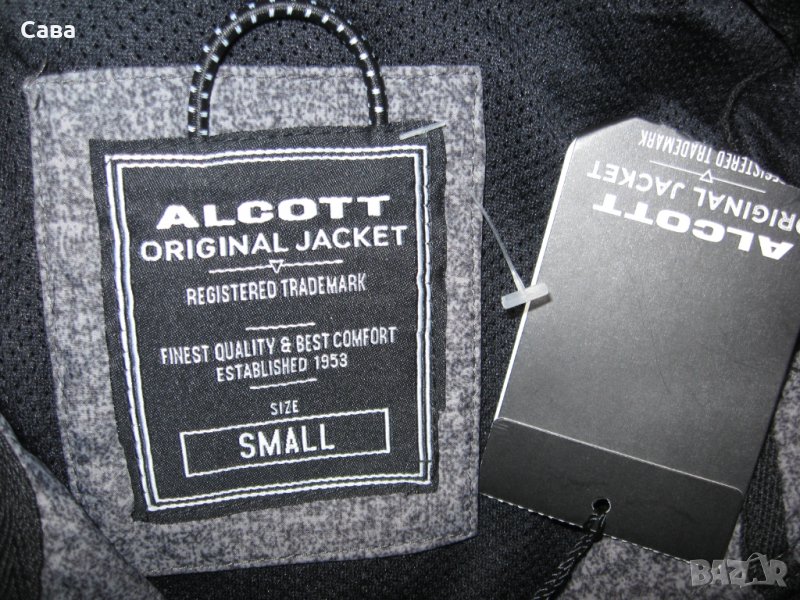 Сава
ALCOTT
ORIGINAL JACKET
REGISTERED TRADEMARK
FINEST QUALITY & BEST COMFORT
ESTABLISHED 1953
SIZE
SMALL
ALCOTT
ORIGINAL JACKET
REGISTERED TRADEMARK
BAZAR